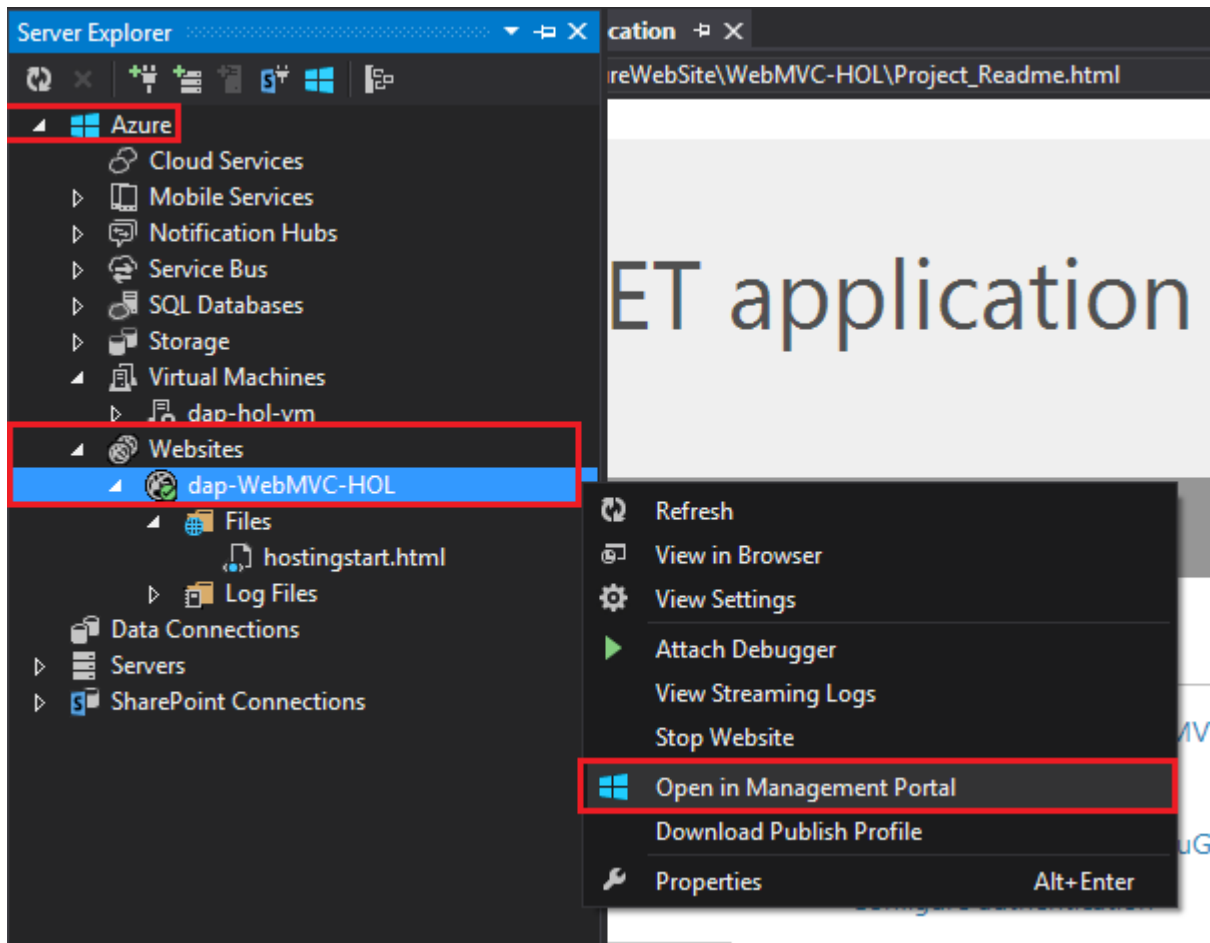 Server Explorer
cation
reWebSite\WebMVC-HOL\Project_Readme.html
Azure
Cloud Services
Mobile Services
Notification Hubs
Service Bus
SQL Databases
Storage
Virtual Machines
dap-hol-vm
Websites
dap-WebMVC-HOL
Files
hostingstart.html
Log Files
Data Connections
Servers
SharePoint Connections
ET application
Refresh
View in Browser
View Settings
Attach Debugger
View Streaming Logs
Stop Website
Open in Management Portal
Download Publish Profile
Properties Alt+Enter
MV
uG